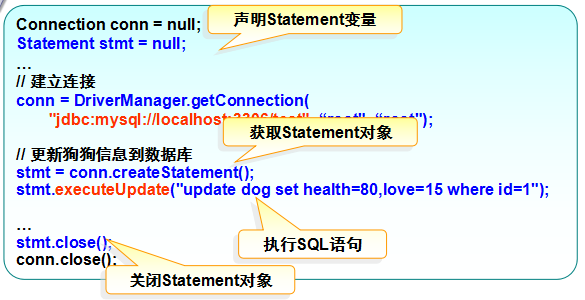 Connection conn = null;
声明Statement变量
Statement stmt = null;
…
// 建立连接
conn = DriverManager.getConnection(
"jdbc:mysql://localhost:3306/test", “root", “root");
获取Statement对象
// 更新狗狗信息到数据库
stmt = conn.createStatement();
stmt.executeUpdate("update dog set health=80,love=15 where id=1");
…
执行SQL语句
stmt.close();
conn.close();
关闭Statement对象